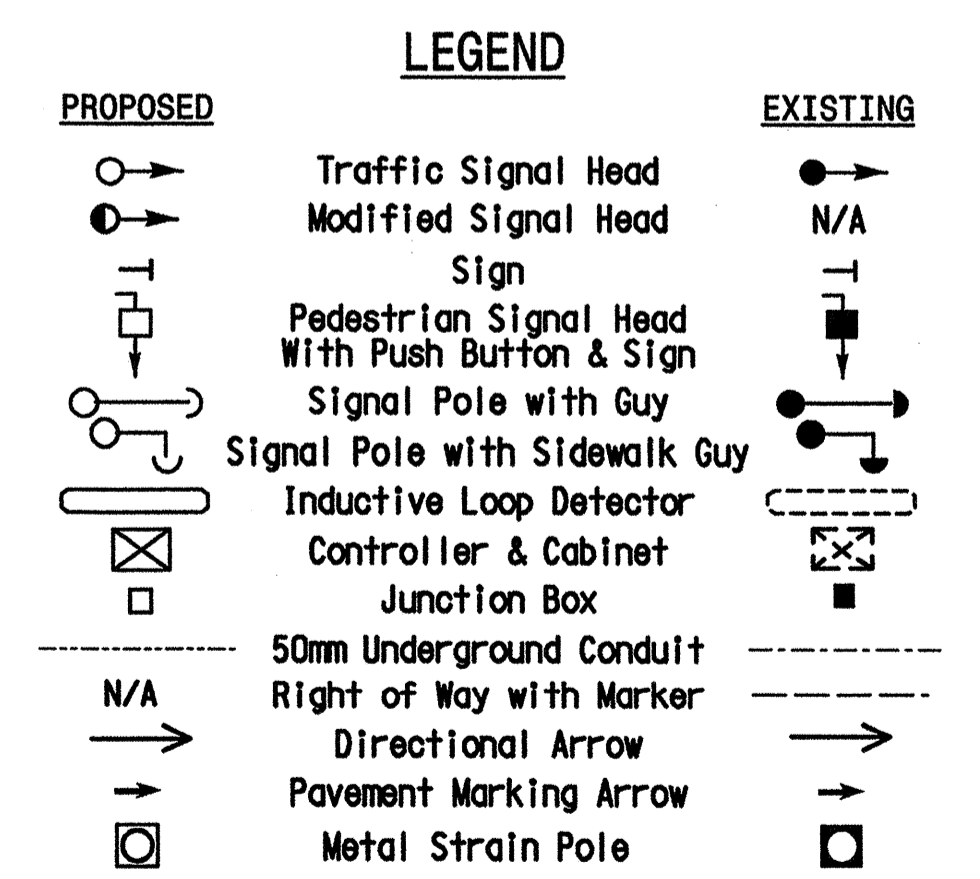 LEGEND
PROPOSED EXISTING
Traffic Signal Head
Modified Signal Head N/A
Sign
Pedestrian Signal Head
With Push Button & Sign
Signal Pole with Guy
Signal Pole with Sidewalk Guy
Inductive Loop Detector
Controller & Cabinet
Junction Box
50mm Underground Conduit
N/A Right of Way with Marker
Directional Arrow
Pavement Marking Arrow
Metal Strain Pole